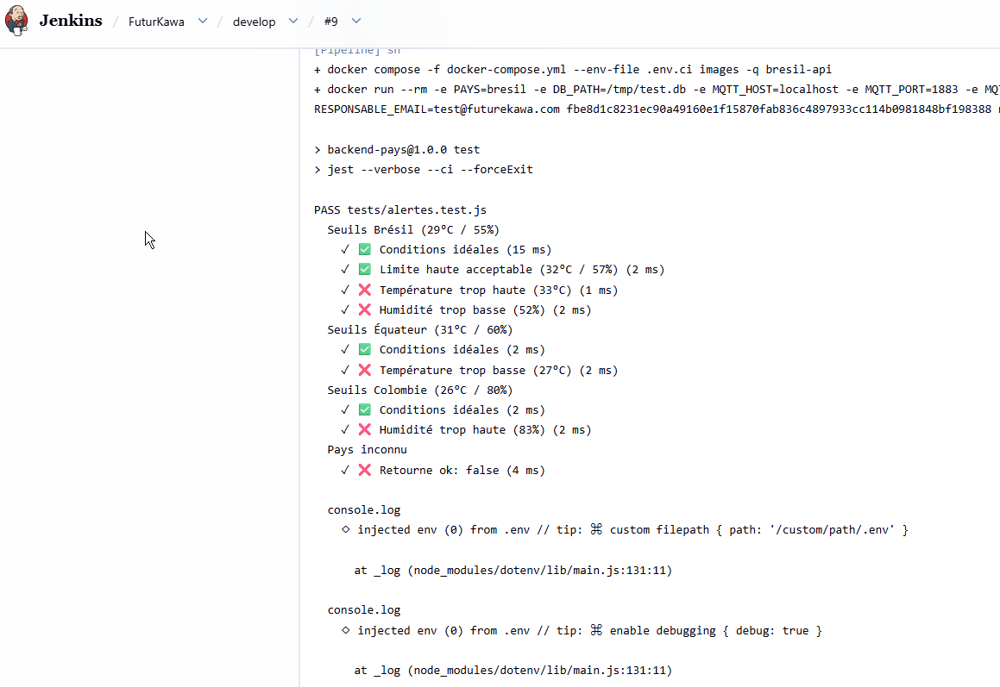 Jenkins / FuturKawa / develop / #9
[Pipeline] sh
+ docker compose -f docker-compose.yml --env-file .env.ci images -q bresil-api
+ docker run --rm -e PAYS=bresil -e DB_PATH=/tmp/test.db -e MQTT_HOST=localhost -e MQTT_PORT=1883 -e
RESPONSABLE_EMAIL=test@futurekawa.com fbe8d1c8231ec90a49160e1f15870fab836c4897933cc114b0981848bf198388
> backend-pays@1.0.0 test
> jest --verbose --ci --forceExit
PASS tests/alertes.test.js
Seuils Brésil (29°C / 55%)
✓ ✅ Conditions idéales (15 ms)
✓ ✅ Limite haute acceptable (32°C / 57%) (2 ms)
✓ ❌ Température trop haute (33°C) (1 ms)
✓ ❌ Humidité trop basse (52%) (2 ms)
Seuils Équateur (31°C / 60%)
✓ ✅ Conditions idéales (2 ms)
✓ ❌ Température trop basse (27°C) (2 ms)
Seuils Colombie (26°C / 80%)
✓ ✅ Conditions idéales (2 ms)
✓ ❌ Humidité trop haute (83%) (2 ms)
Pays inconnu
✓ ❌ Retourne ok: false (4 ms)
console.log
◇ injected env (0) from .env // tip: ⌘ custom filepath { path: '/custom/path/.env' }
at _log (node_modules/dotenv/lib/main.js:131:11)
console.log
◇ injected env (0) from .env // tip: ⌘ enable debugging { debug: true }
at _log (node_modules/dotenv/lib/main.js:131:11)